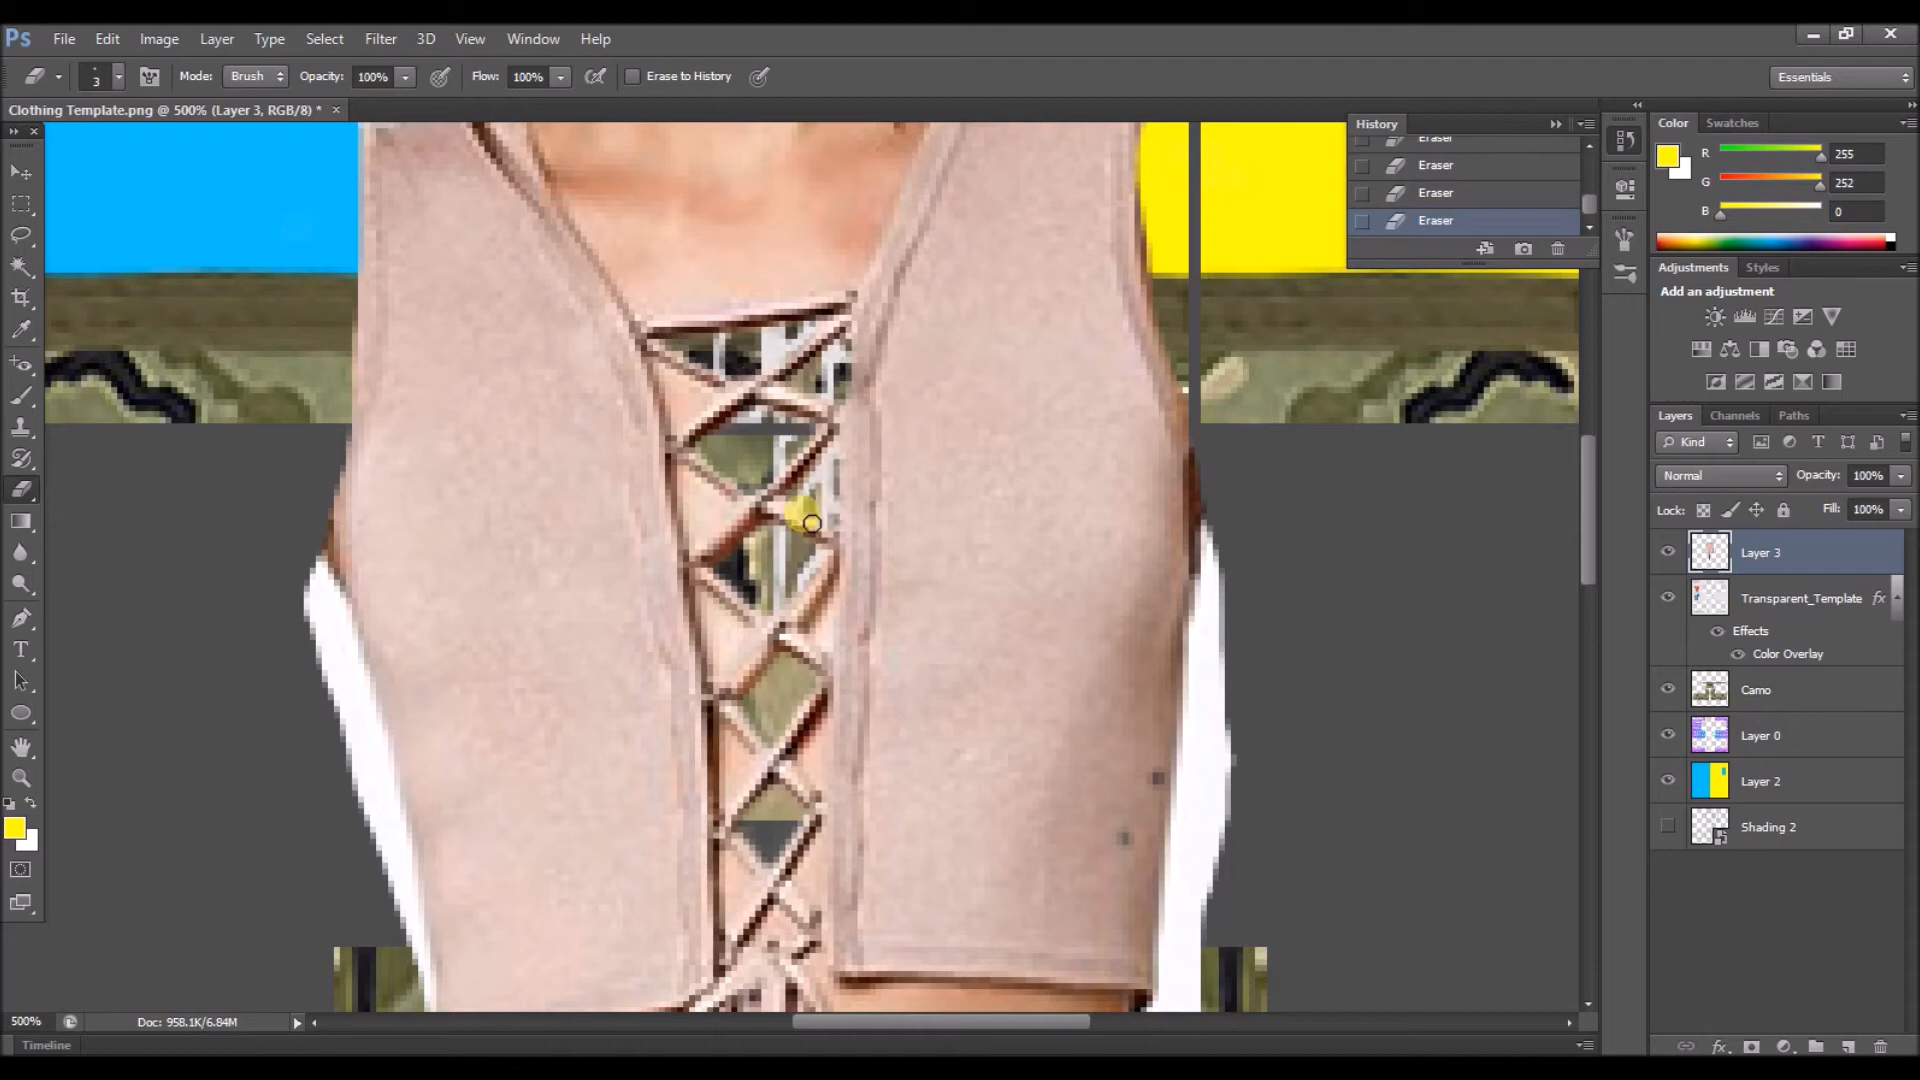 Ps File Edit Image Layer Type Select Filter 3D View Window Help
3 Mode: Brush Opacity: 100% Flow: 100% Erase to History Essentials
Clothing Template.png @ 500% (Layer 3, RGB/8) * ×
History
Eraser
Eraser
Eraser
Eraser
Color Swatches
R 255
G 252
B 0
Adjustments Styles
Add an adjustment
Layers Channels Paths
Kind
Normal Opacity: 100%
Lock: Fill: 100%
Layer 3
Transparent_Template fx
Effects
Color Overlay
Camo
Layer 0
Layer 2
Shading 2
500% Doc: 958.1K/6.84M
Timeline
fx